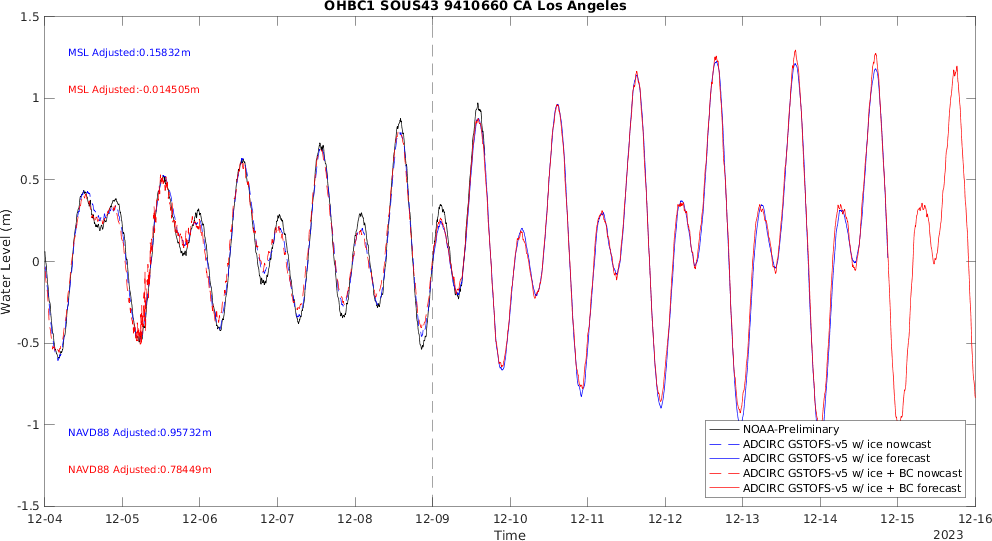 OHBC1 SOUS43 9410660 CA Los Angeles
1.5
1
0.5
0
-0.5
-1
-1.5
Water Level (m)
MSL Adjusted:0.15832m
MSL Adjusted:-0.014505m
NAVD88 Adjusted:0.95732m
NAVD88 Adjusted:0.78449m
NOAA-Preliminary
ADCIRC GSTOFS-v5 w/ ice nowcast
ADCIRC GSTOFS-v5 w/ ice forecast
ADCIRC GSTOFS-v5 w/ ice + BC nowcast
ADCIRC GSTOFS-v5 w/ ice + BC forecast
12-04 12-05 12-06 12-07 12-08 12-09 12-10 12-11 12-12 12-13 12-14 12-15 12-16
Time
2023